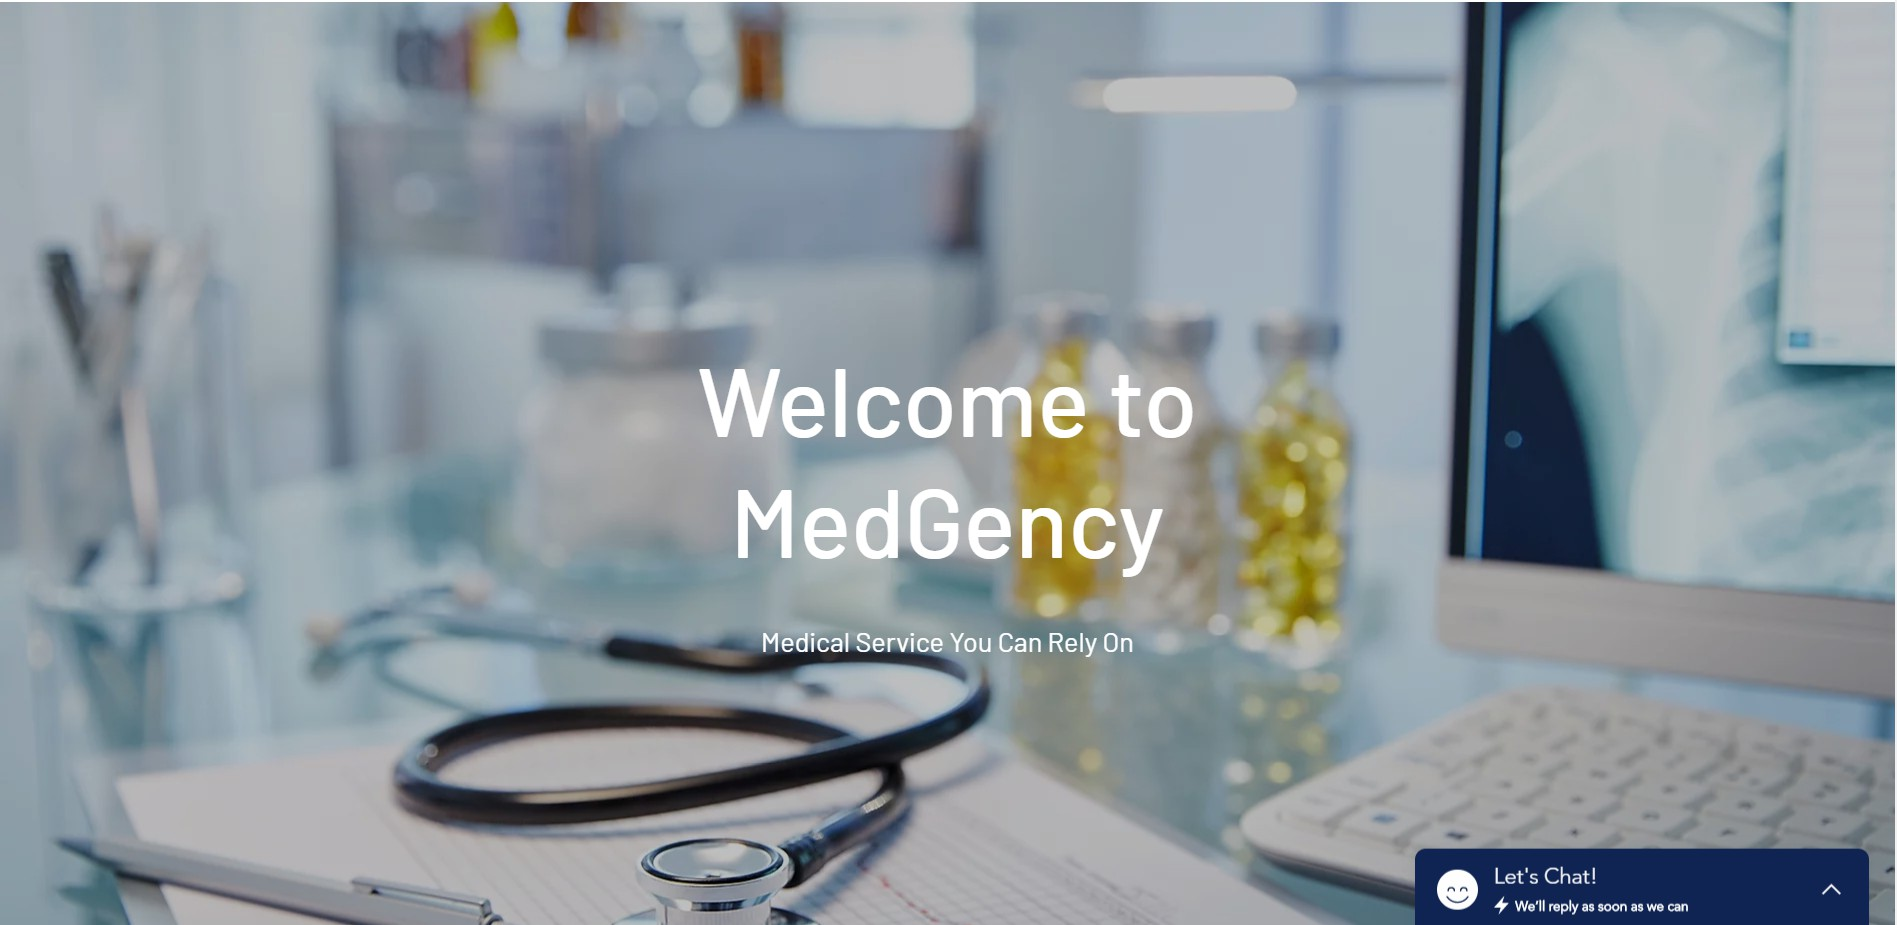 Welcome to
MedGency
Medical Service You Can Rely On
Let's Chat!
We'll reply as soon as we can